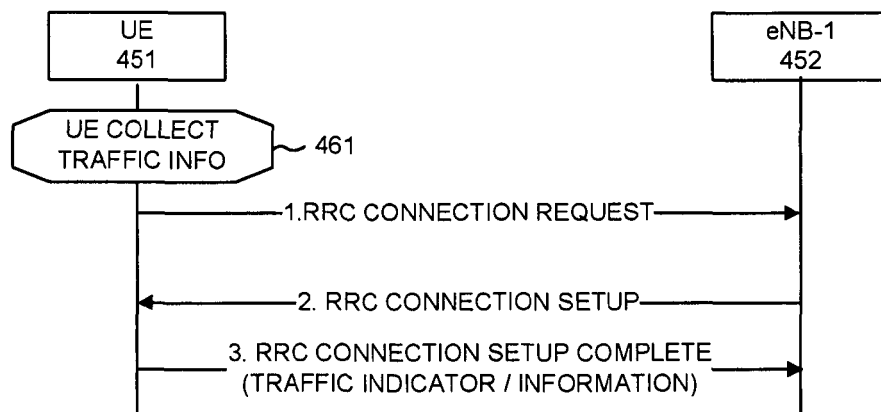 UE
451
eNB-1
452
UE COLLECT
TRAFFIC INFO
461
1.RRC CONNECTION REQUEST
2. RRC CONNECTION SETUP
3. RRC CONNECTION SETUP COMPLETE
(TRAFFIC INDICATOR / INFORMATION)